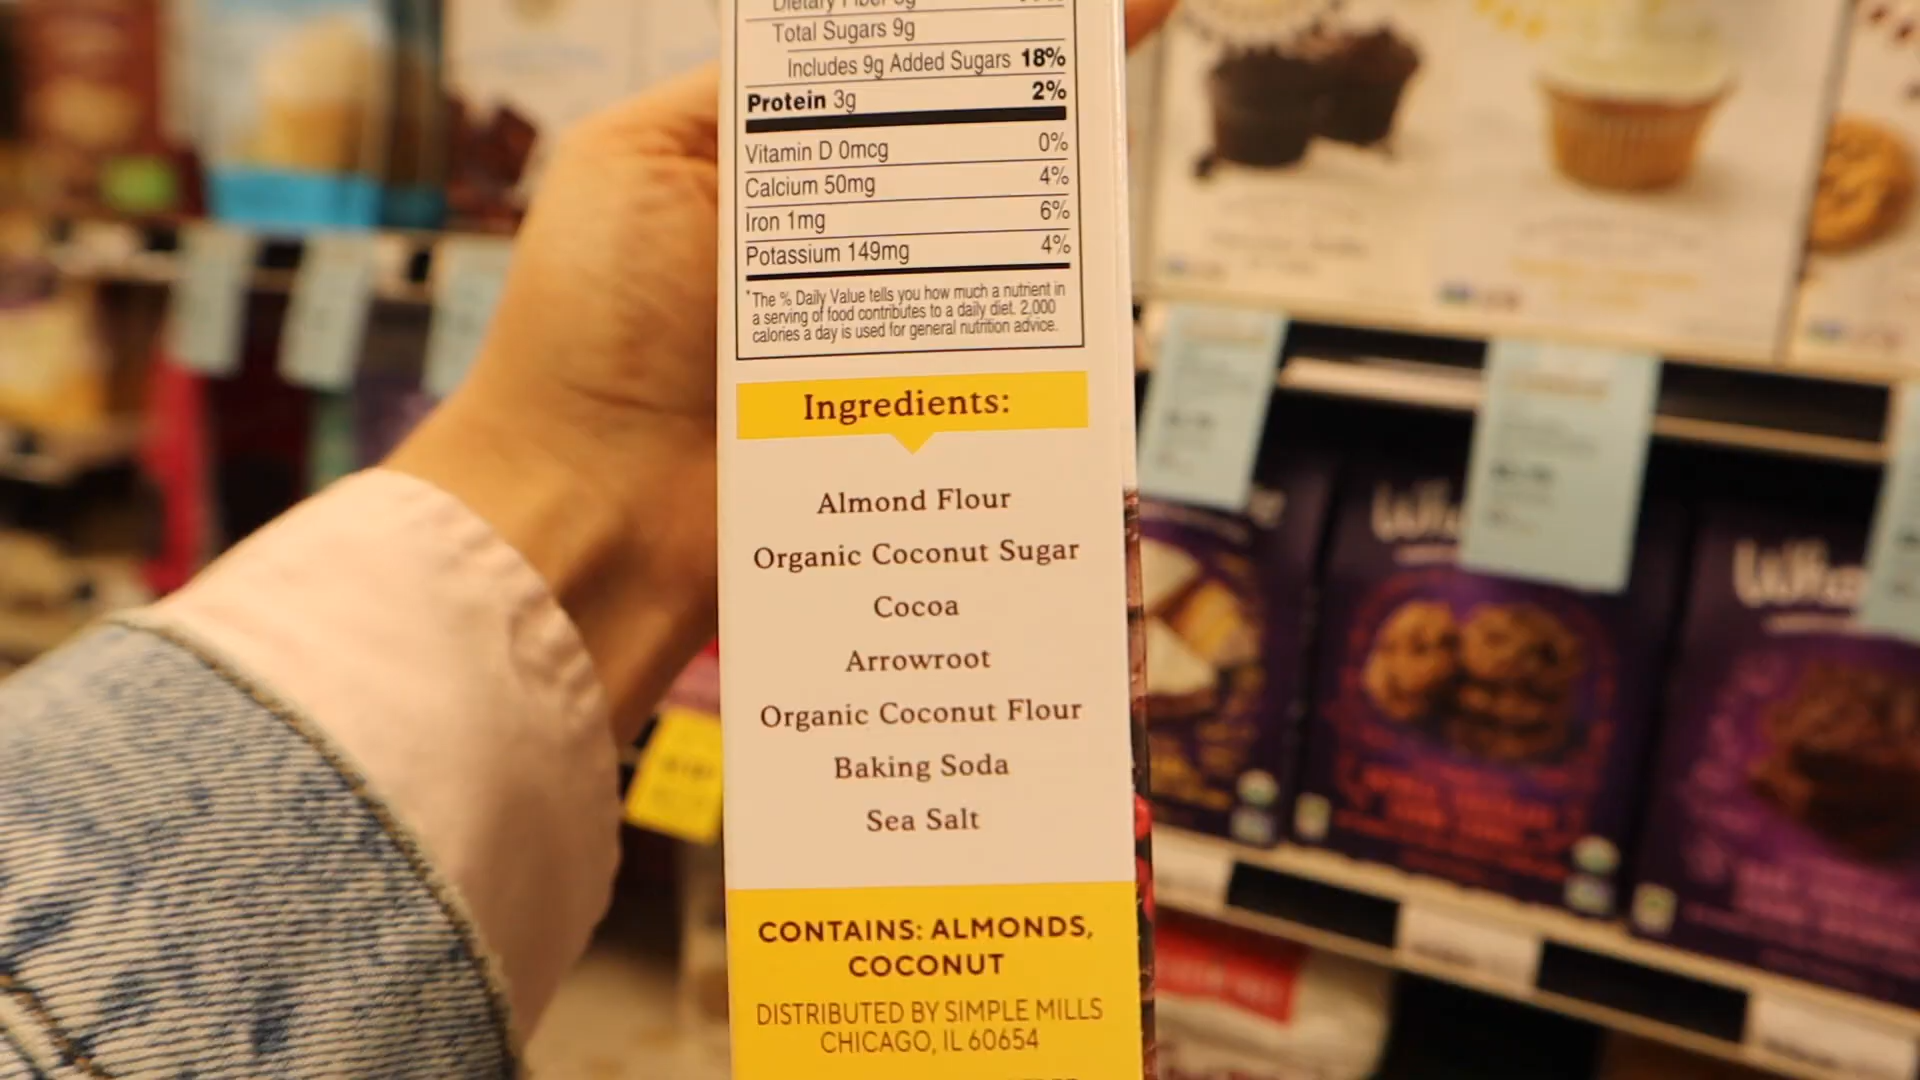 Total Sugars 9g
Includes 9g Added Sugars 18%
Protein 3g 2%
Vitamin D 0mcg 0%
Calcium 50mg 4%
Iron 1mg 6%
Potassium 149mg 4%
*The % Daily Value tells you how much a nutrient in
a serving of food contributes to a daily diet. 2,000
calories a day is used for general nutrition advice.
Ingredients:
Almond Flour
Organic Coconut Sugar
Cocoa
Arrowroot
Organic Coconut Flour
Baking Soda
Sea Salt
CONTAINS: ALMONDS,
COCONUT
DISTRIBUTED BY SIMPLE MILLS
CHICAGO, IL 60654